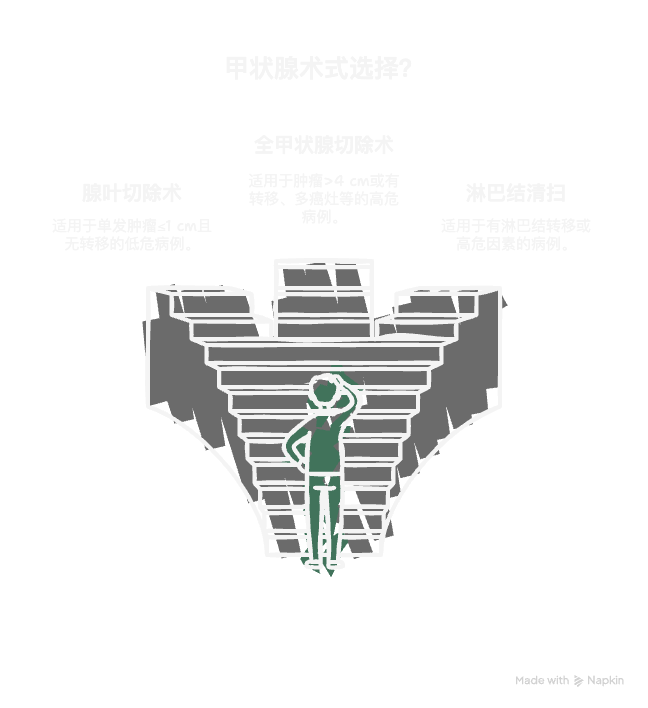 甲状腺术式选择?
全甲状腺切除术
适用于肿瘤>4 cm或有
转移、多癌灶等的高危
病例。
腺叶切除术
适用于单发肿瘤≤1 cm且
无转移的低危病例。
淋巴结清扫
适用于有淋巴结转移或
高危因素的病例。
Made with Napkin